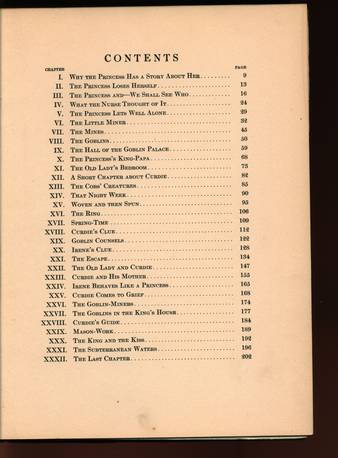 CONTENTS
CHAPTER PAGE
I. Why the Princess Has a Story About Her.......... 9
II. The Princess Loses Herself.......... 13
III. The Princess and—We Shall See Who.......... 16
IV. What the Nurse Thought of It.......... 24
V. The Princess Lets Well Alone.......... 29
VI. The Little Miner.......... 32
VII. The Mines.......... 45
VIII. The Goblins.......... 50
IX. The Hall of the Goblin Palace.......... 59
X. The Princess's King-Papa.......... 68
XI. The Old Lady's Bedroom.......... 73
XII. A Short Chapter about Curdie.......... 82
XIII. The Cobs' Creatures.......... 85
XIV. That Night Week.......... 90
XV. Woven and then Spun.......... 95
XVI. The Ring.......... 106
XVII. Spring-Time.......... 109
XVIII. Curdie's Clue.......... 112
XIX. Goblin Counsels.......... 122
XX. Irene's Clue.......... 128
XXI. The Escape.......... 134
XXII. The Old Lady and Curdie.......... 147
XXIII. Curdie and His Mother.......... 155
XXIV. Irene Behaves Like a Princess.......... 165
XXV. Curdie Comes to Grief.......... 168
XXVI. The Goblin-Miners.......... 174
XXVII. The Goblins in the King's House.......... 177
XXVIII. Curdie's Guide.......... 184
XXIX. Mason-Work.......... 189
XXX. The King and the Kiss.......... 192
XXXI. The Subterranean Waters.......... 196
XXXII. The Last Chapter.......... 202